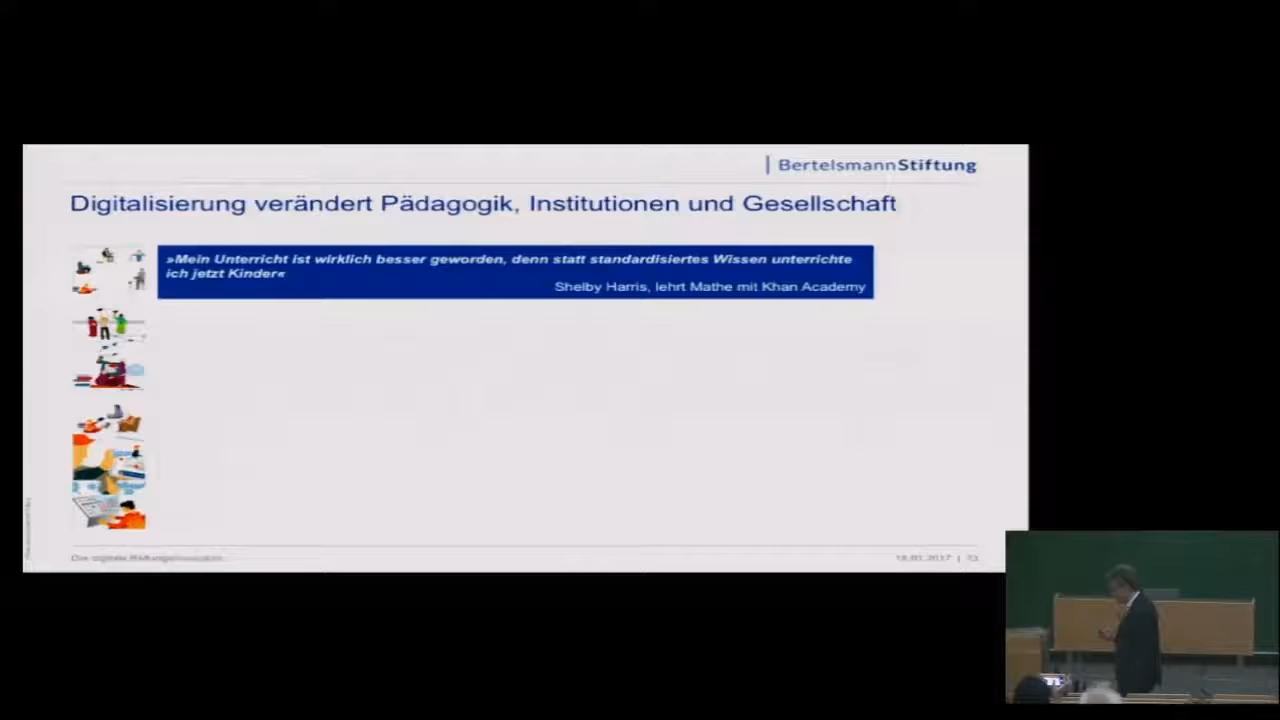 BertelsmannStiftung
Digitalisierung verändert Pädagogik, Institutionen und Gesellschaft
»Mein Unterricht ist wirklich besser geworden, denn statt standardisiertes Wissen unterrichte
ich jetzt Kinder«
Shelby Harris, lehrt Mathe mit Khan Academy